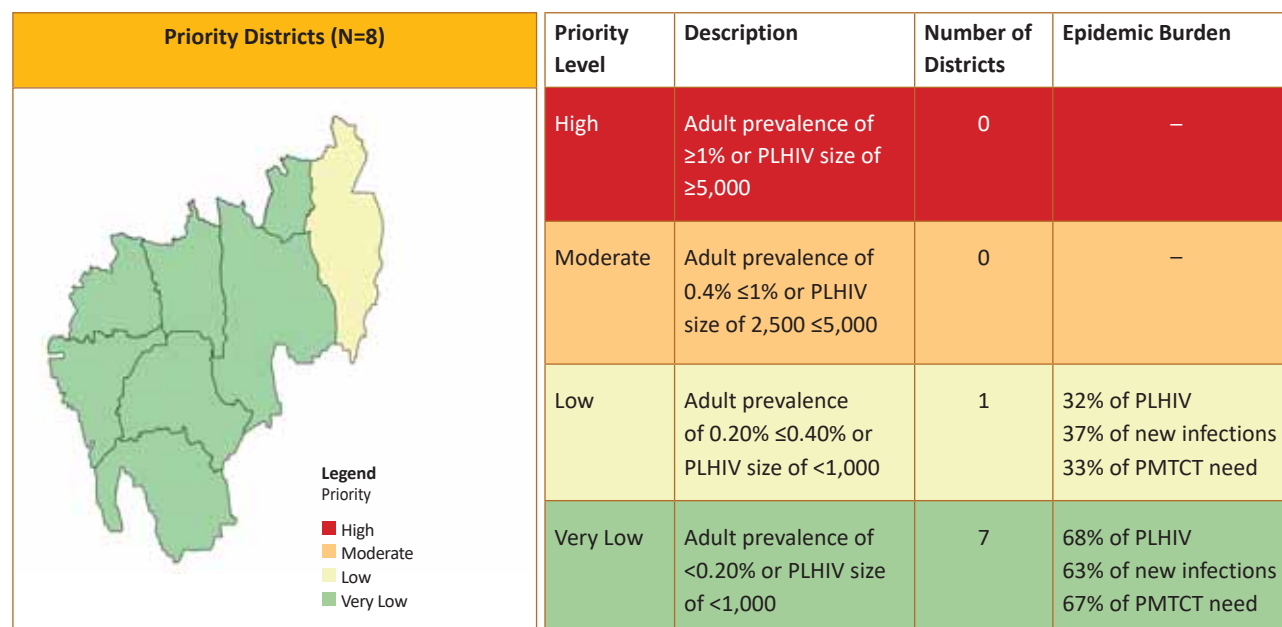 Priority Districts (N=8)
Legend
Priority
High
Moderate
Low
Very Low
Priority
Level
Description
Number of
Districts
Epidemic Burden
High
Adult prevalence of
≥1% or PLHIV size of
≥5,000
0
–
Moderate
Adult prevalence of
0.4% ≤1% or PLHIV
size of 2,500 ≤5,000
0
–
Low
Adult prevalence
of 0.20% ≤0.40% or
PLHIV size of <1,000
1
32% of PLHIV
37% of new infections
33% of PMTCT need
Very Low
Adult prevalence of
<0.20% or PLHIV size
of <1,000
7
68% of PLHIV
63% of new infections
67% of PMTCT need